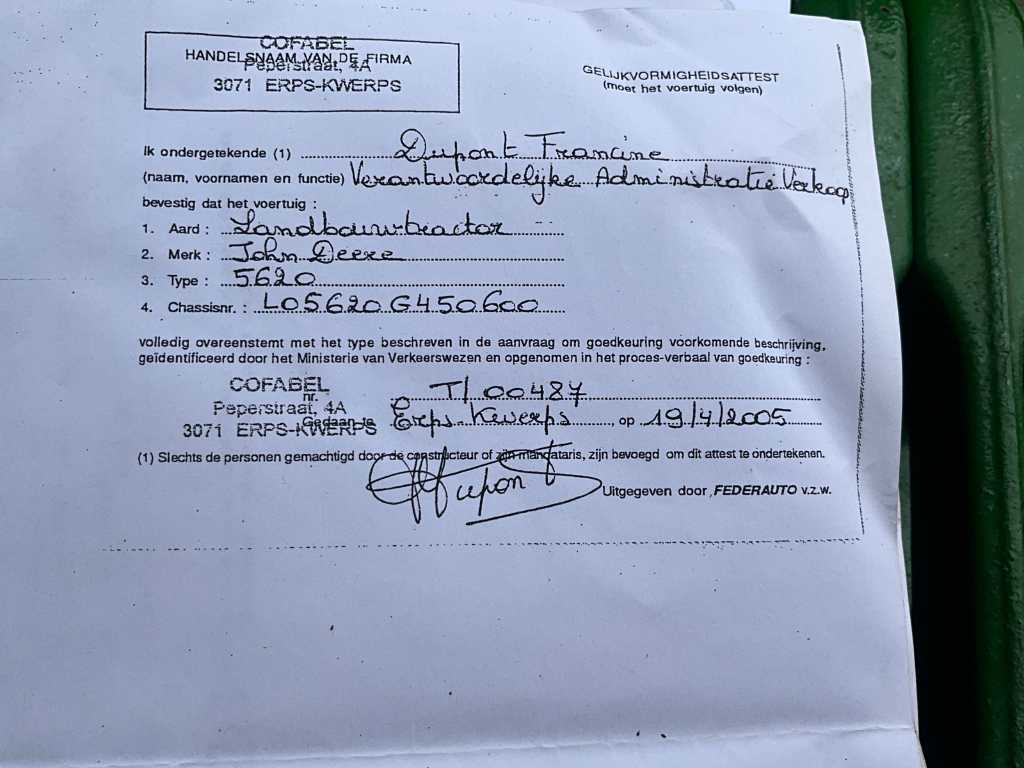 COFABEL
HANDELSNAAM VAN DE FIRMA
Peperstraat, 4A
3071 ERPS-KWERPS
GELIJKVORMIGHEIDSATTEST
(moet het voertuig volgen)
Ik ondergetekende (1) Dupont Francine
(naam, voornamen en functie) Verantwoordelijke Administratie Verkoop
bevestig dat het voertuig :
1. Aard : Landbouwtractor
2. Merk : John Deere
3. Type : 5620
4. Chassisnr. : LO5620G450600
volledig overeenstemt met het type beschreven in de aanvraag om goedkeuring voorkomende beschrijving,
geïdentificeerd door het Ministerie van Verkeerswezen en opgenomen in het proces-verbaal van goedkeuring :
COFABEL
nr. T/00487
Peperstraat, 4A
Gedaan te Erps-Kwerps, op 19/4/2005
3071 ERPS-KWERPS
(1) Slechts de personen gemachtigd door de constructeur of zijn mandataris, zijn bevoegd om dit attest te ondertekenen.
Dupont
Uitgegeven door, FEDERAUTO v.z.w.